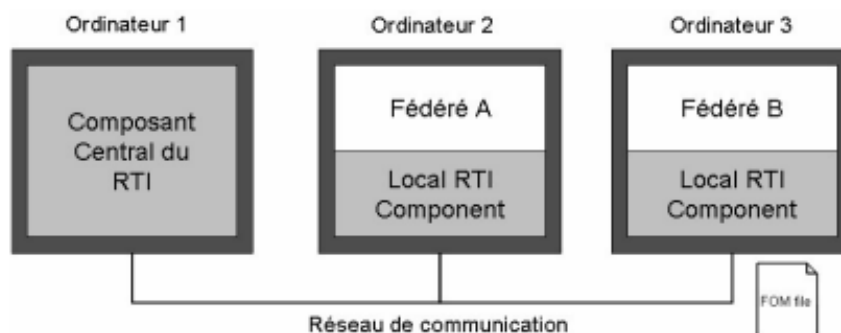 Ordinateur 1
Ordinateur 2
Ordinateur 3
Composant
Central du
RTI
Fédéré A
Local RTI
Component
Fédéré B
Local RTI
Component
FOM file
Réseau de communication